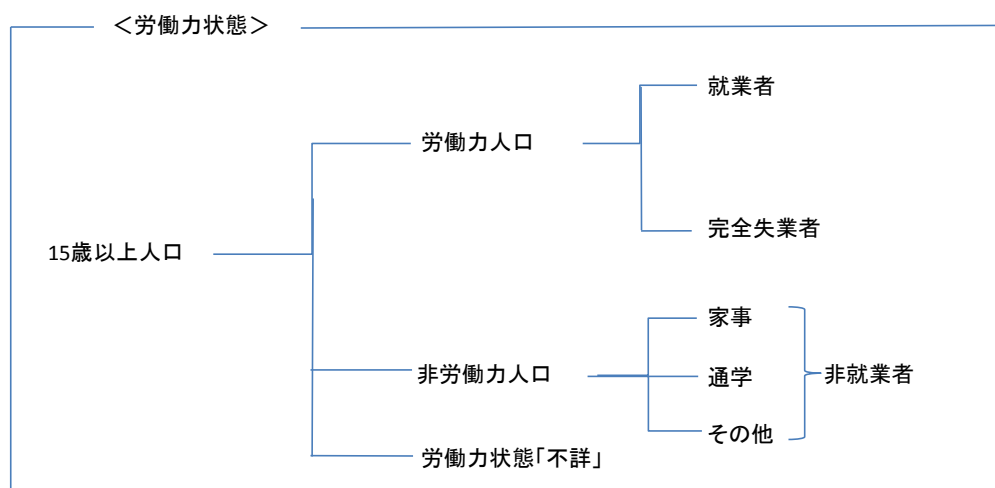 ＜労働力状態＞
就業者
労働力人口
完全失業者
15歳以上人口
家事
非労働力人口
通学
非就業者
その他
労働力状態「不詳」